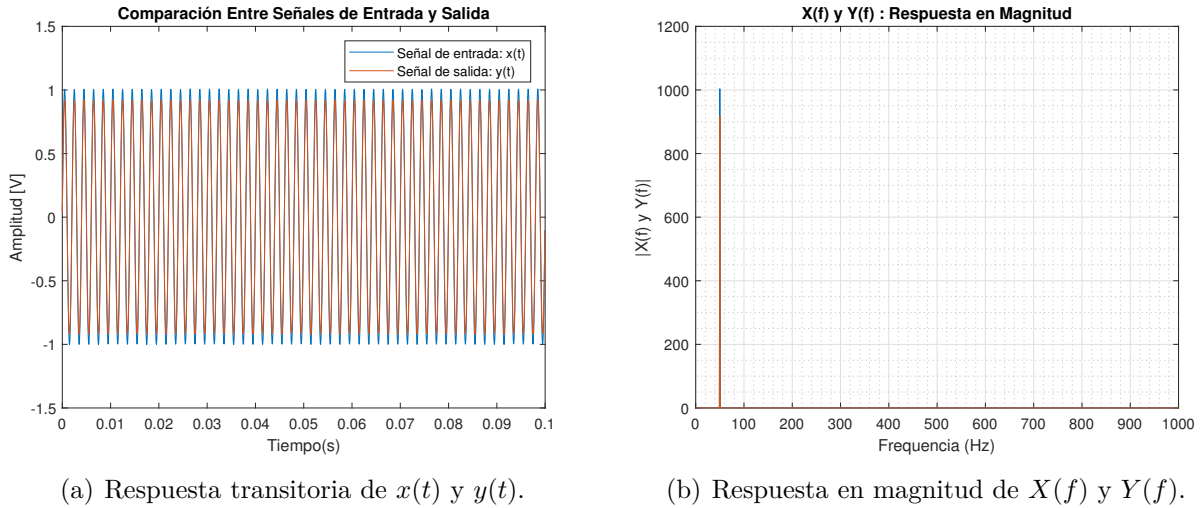 Comparación Entre Señales de Entrada y Salida
1.5
1
0.5
0
-0.5
-1
-1.5
Amplitud [V]
Señal de entrada: x(t)
Señal de salida: y(t)
0 0.01 0.02 0.03 0.04 0.05 0.06 0.07 0.08 0.09 0.1
Tiempo(s)
(a) Respuesta transitoria de x(t) y y(t).
X(f) y Y(f) : Respuesta en Magnitud
1200
1000
800
600
400
200
0
|X(f) y Y(f)|
0 100 200 300 400 500 600 700 800 900 1000
Frequencia (Hz)
(b) Respuesta en magnitud de X(f) y Y(f).